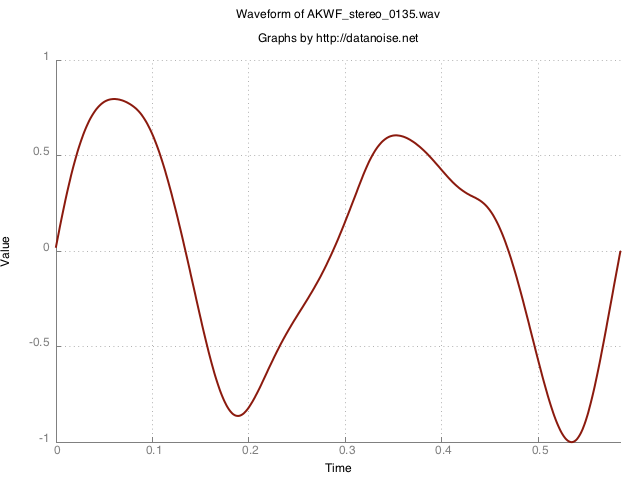 Waveform of AKWF_stereo_0135.wav
Graphs by http://datanoise.net
1
0.5
0
-0.5
-1
Value
0 0.1 0.2 0.3 0.4 0.5
Time